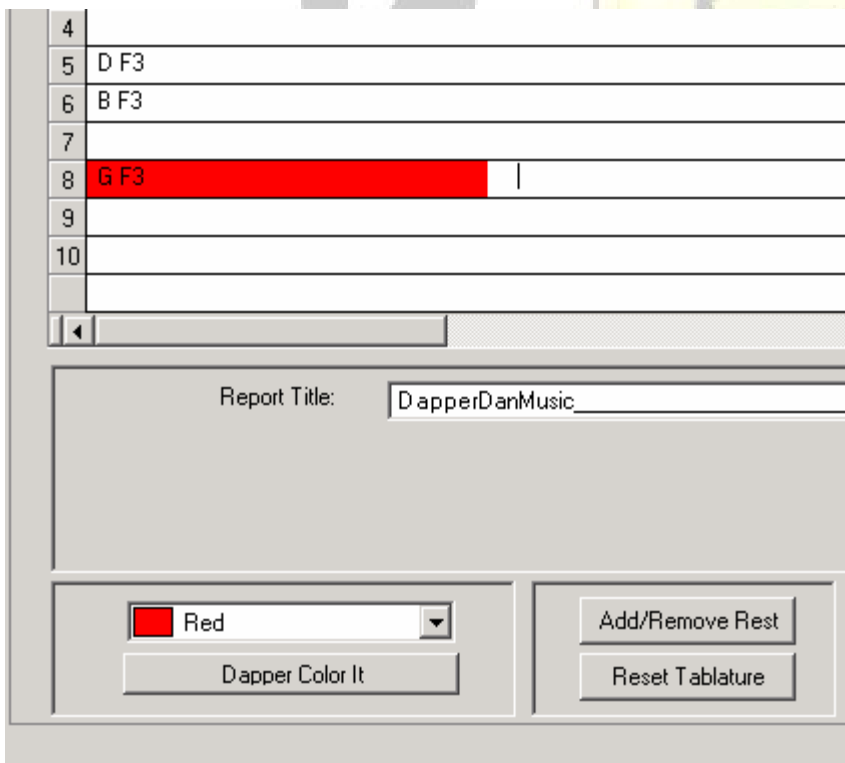 4
5 D F3
6 B F3
7
8 G F3
9
10
Report Title: DapperDanMusic_____________________
Red
Add/Remove Rest
Dapper Color It
Reset Tablature